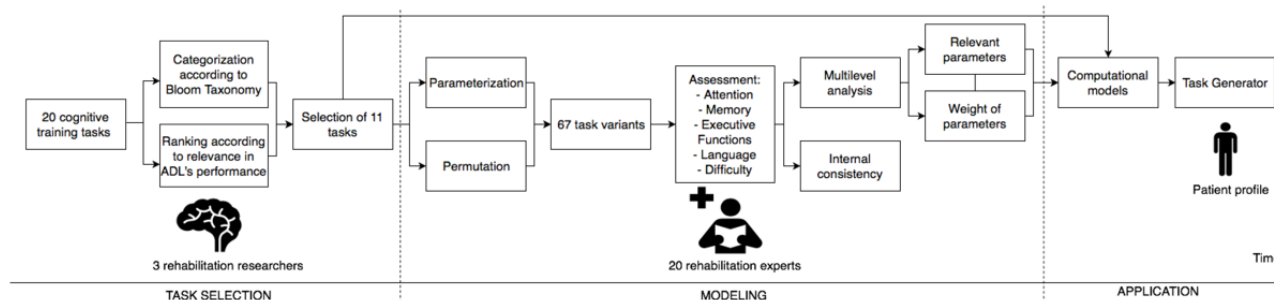 20 cognitive
training tasks
Categorization
according to
Bloom Taxonomy
Ranking according
to relevance in
ADL's performance
3 rehabilitation researchers
Selection of 11
tasks
Parameterization
Permutation
67 task variants
Assessment:
- Attention
- Memory
- Executive
Functions
- Language
- Difficulty
20 rehabilitation experts
Multilevel
analysis
Internal
consistency
Relevant
parameters
Weight of
parameters
Computational
models
Task Generator
Patient profile
Tim
TASK SELECTION
MODELING
APPLICATION